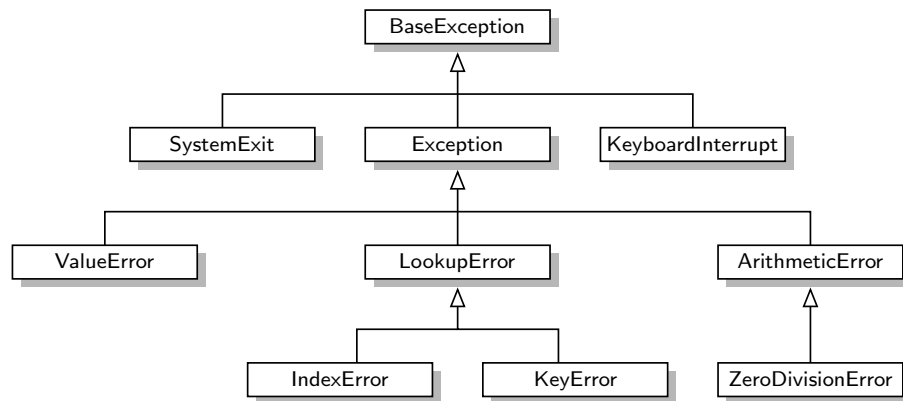 BaseException
SystemExit
Exception
KeyboardInterrupt
ValueError
LookupError
ArithmeticError
IndexError
KeyError
ZeroDivisionError